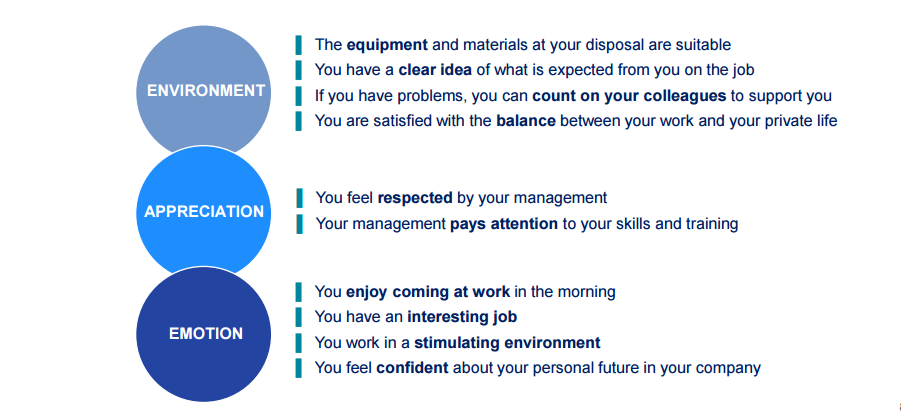 ENVIRONMENT
The equipment and materials at your disposal are suitable
You have a clear idea of what is expected from you on the job
If you have problems, you can count on your colleagues to support you
You are satisfied with the balance between your work and your private life
APPRECIATION
You feel respected by your management
Your management pays attention to your skills and training
EMOTION
You enjoy coming at work in the morning
You have an interesting job
You work in a stimulating environment
You feel confident about your personal future in your company